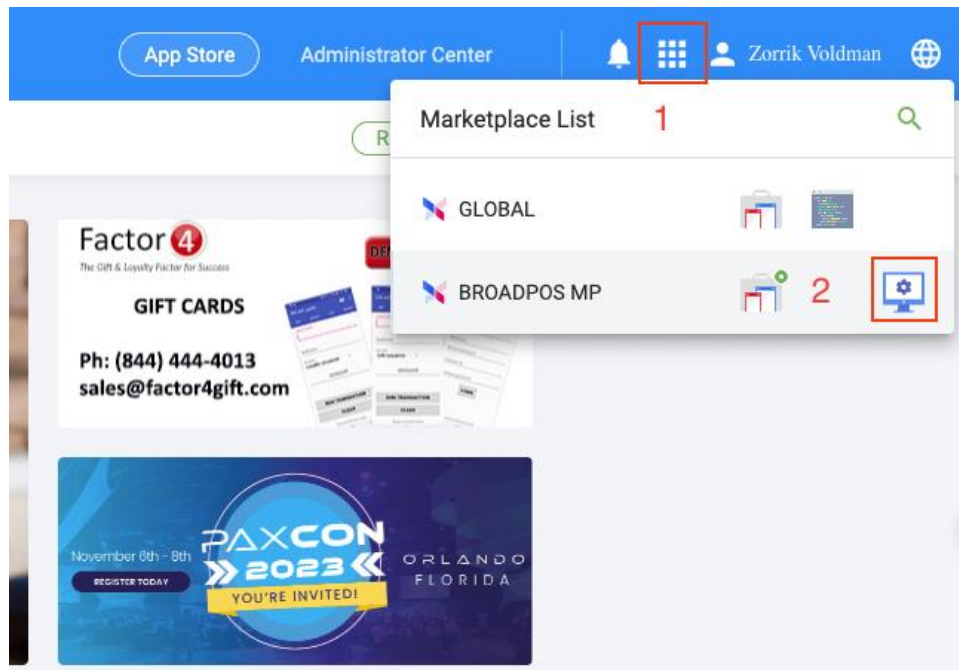 App Store
Administrator Center
Zorrik Voldman
Marketplace List
1
R
GLOBAL
BROADPOS MP
2
Factor 4
The Gift & Loyalty Factor for Success
GIFT CARDS
Ph: (844) 444-4013
sales@factor4gift.com
November 6th - 8th
REGISTER TODAY
PAXCON
2023
YOU'RE INVITED!
ORLANDO
FLORIDA